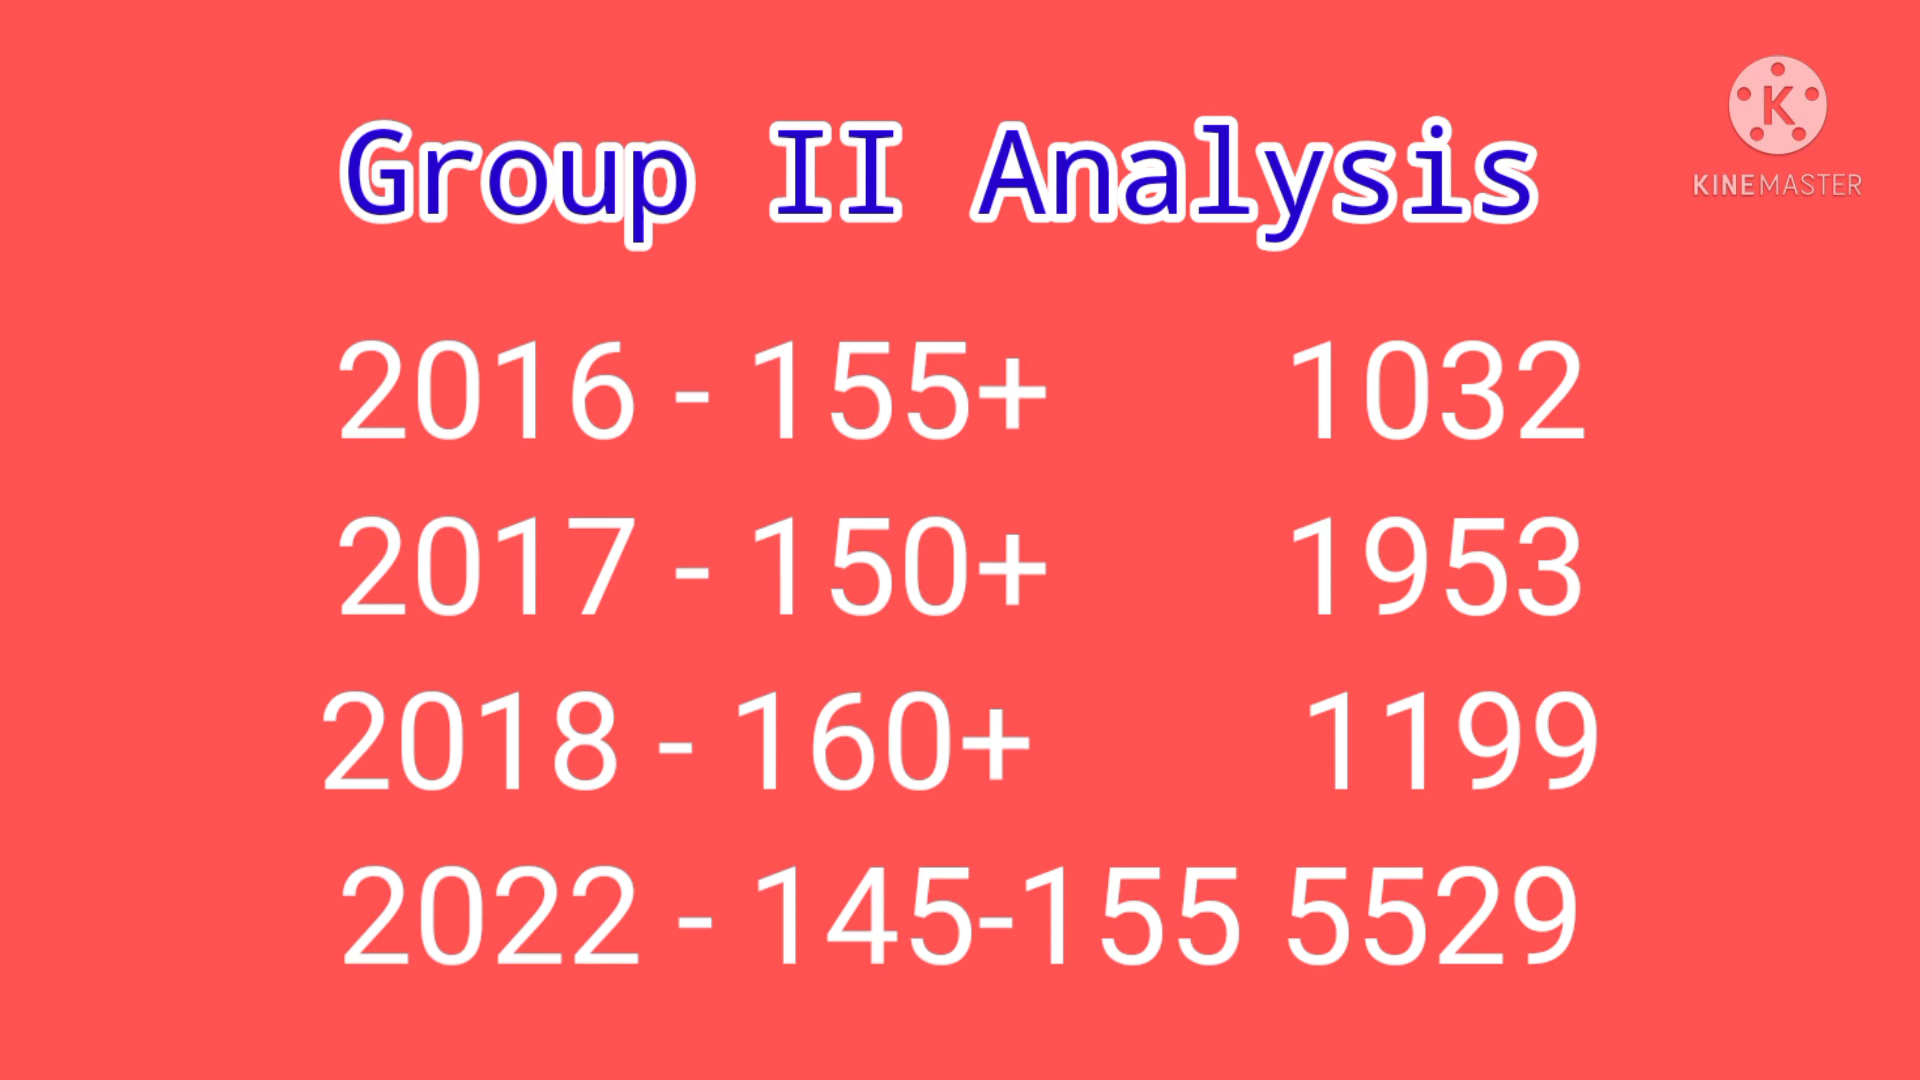 Group II Analysis
K
KINEMASTER
2016 - 155+ 1032
2017 - 150+ 1953
2018 - 160+ 1199
2022 - 145-155 5529